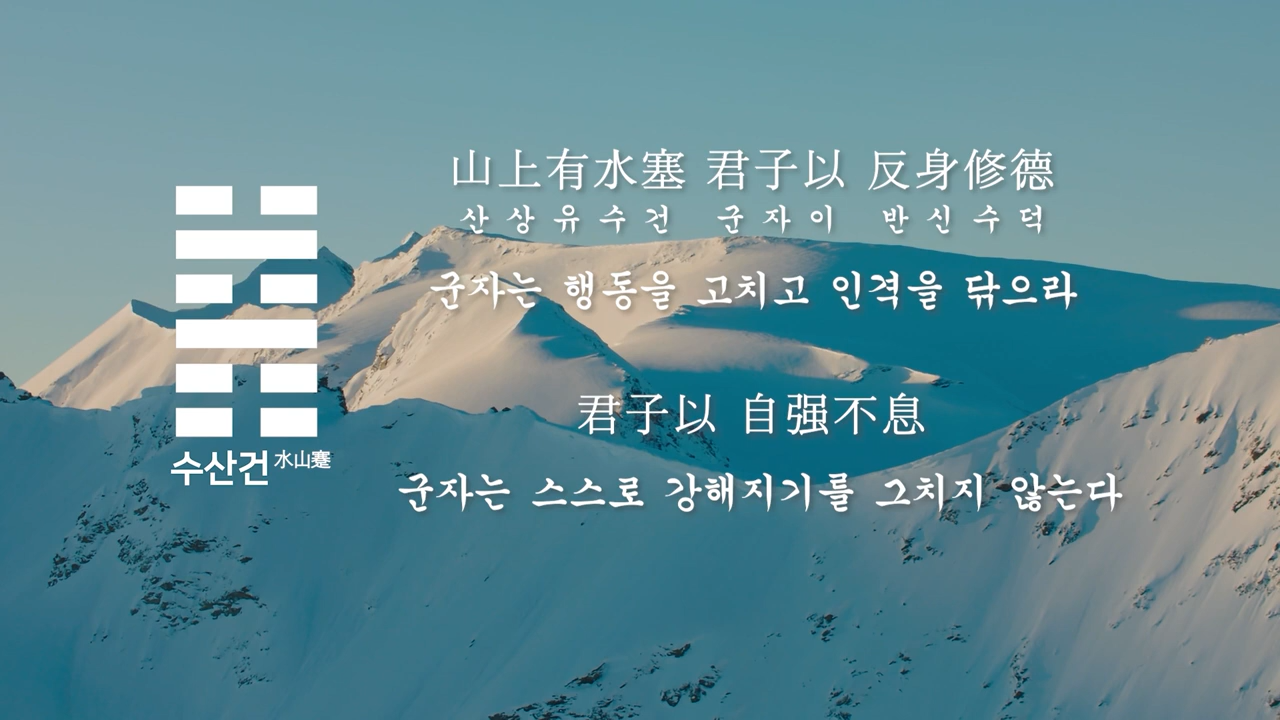 山上有水塞 君子以 反身修德
산상유수건 군자이 반신수덕
군자는 행동을 고치고 인격을 닦으라
君子以 自强不息
군자는 스스로 강해지기를 그치지 않는다
수산건 水山蹇